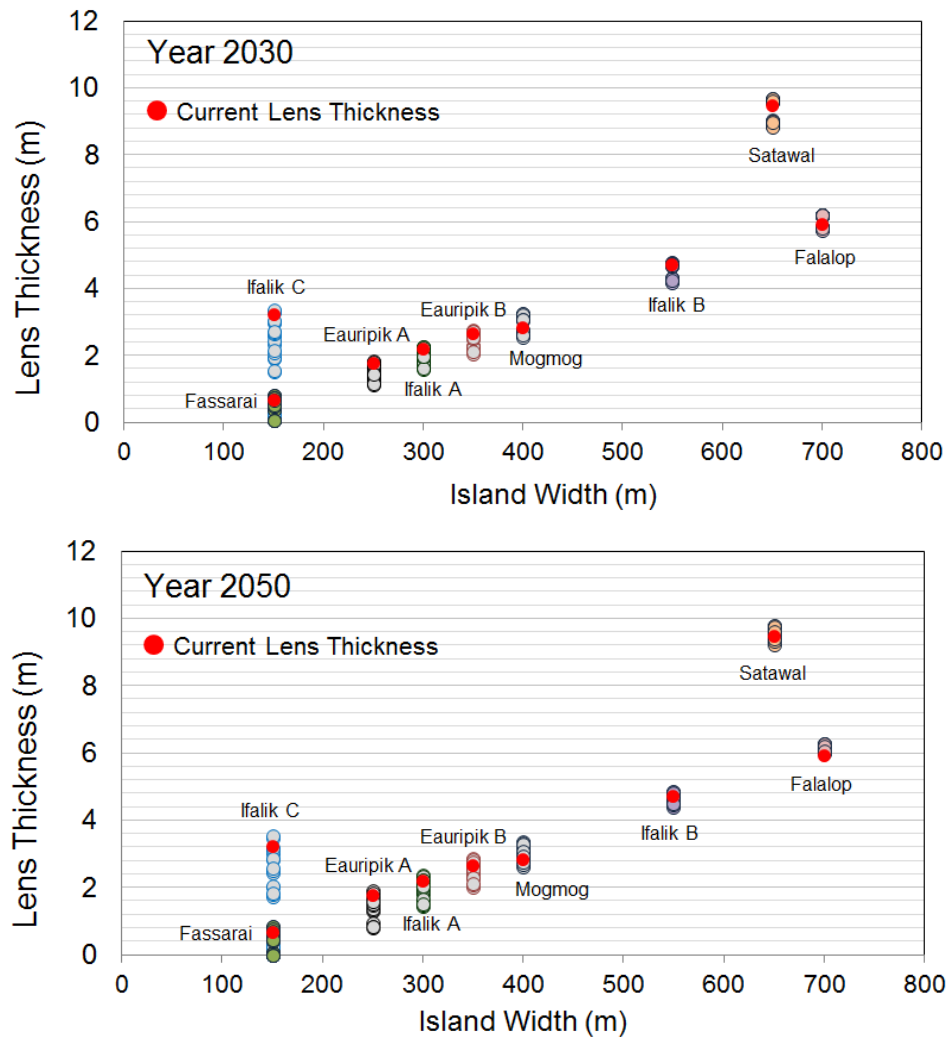 12
Year 2030
10
Current Lens Thickness
8
Satawal
6
Falalop
Lens Thickness (m)
4
Ifalik C
Eauripik B
Ifalik B
Eauripik A
Mogmog
2
Ifalik A
Fassarai
0
0 100 200 300 400 500 600 700 800
Island Width (m)
12
Year 2050
10
Current Lens Thickness
8
Satawal
6
Falalop
Lens Thickness (m)
4
Ifalik C
Eauripik B
Ifalik B
Eauripik A
Mogmog
2
Ifalik A
Fassarai
0
0 100 200 300 400 500 600 700 800
Island Width (m)